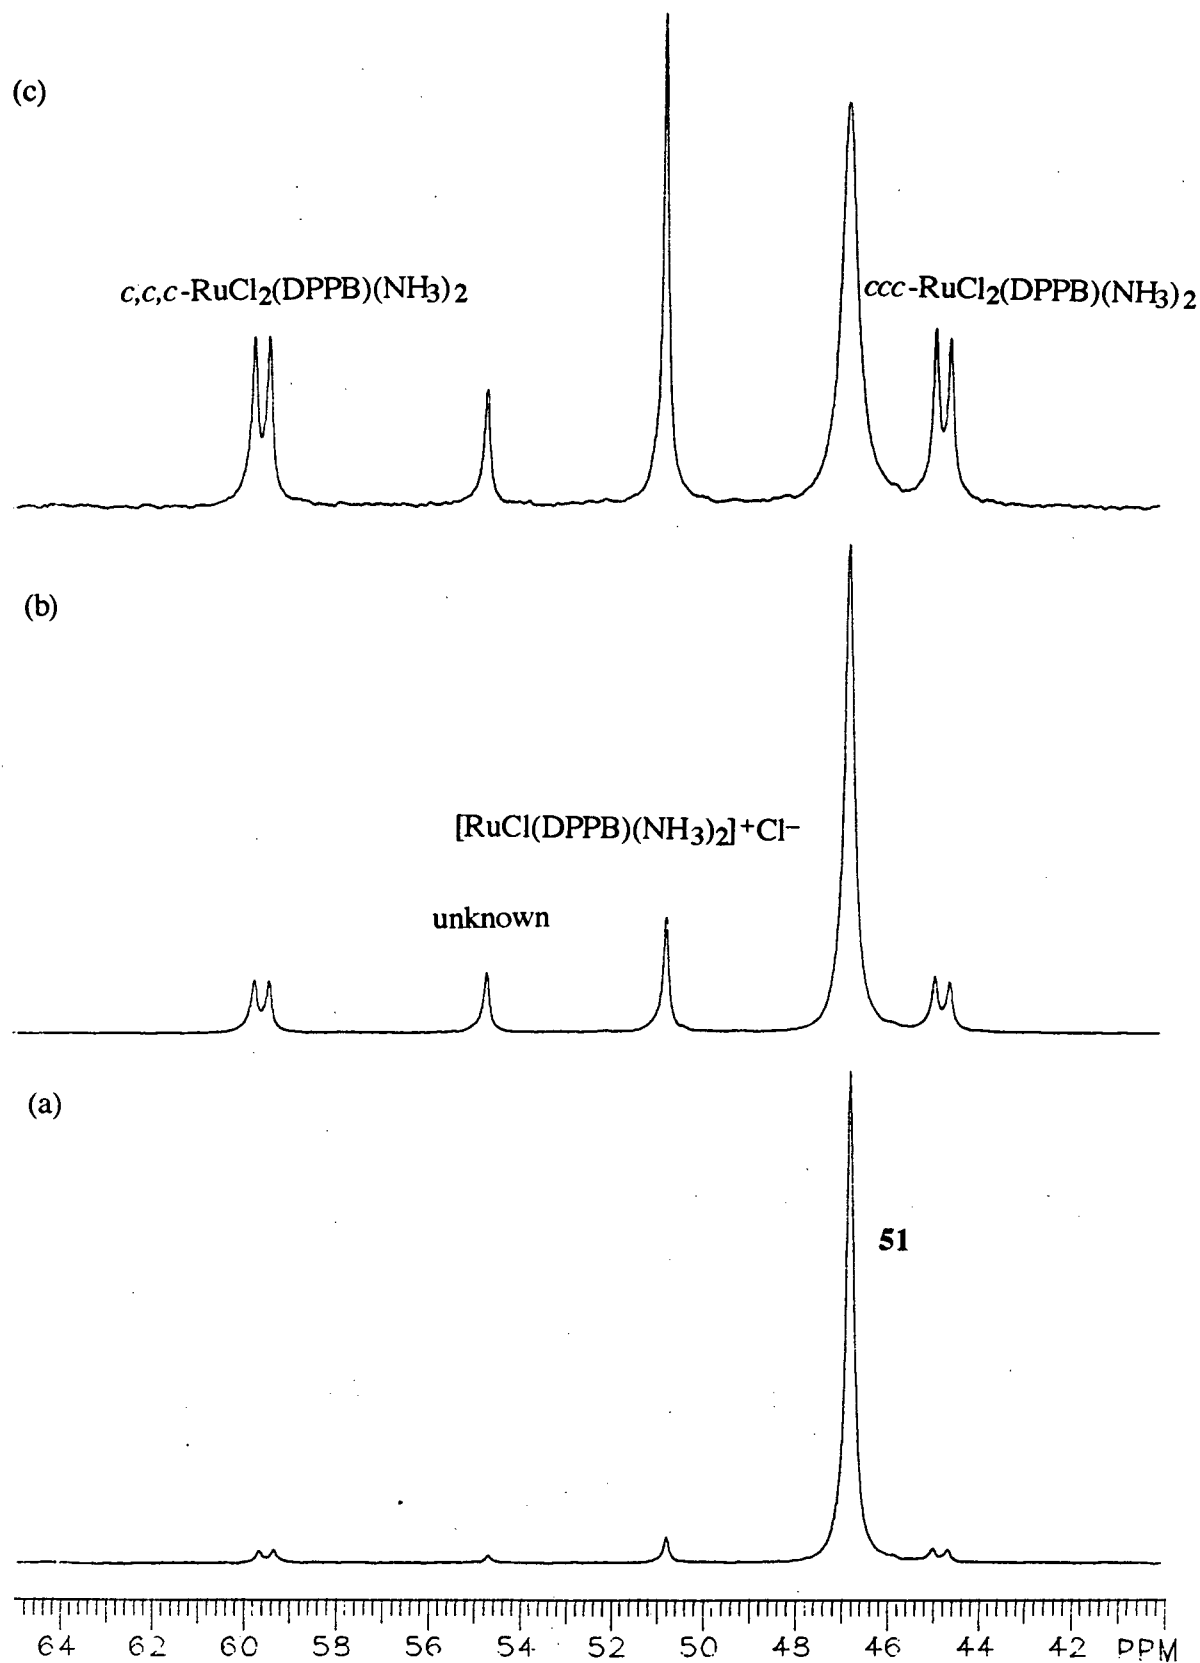 (c)
c,c,c-RuCl2(DPPB)(NH3)2
ccc-RuCl2(DPPB)(NH3)2
(b)
[RuCl(DPPB)(NH3)2]+Cl-
unknown
(a)
51
64 62 60 58 56 54 52 50 48 46 44 42 PPM